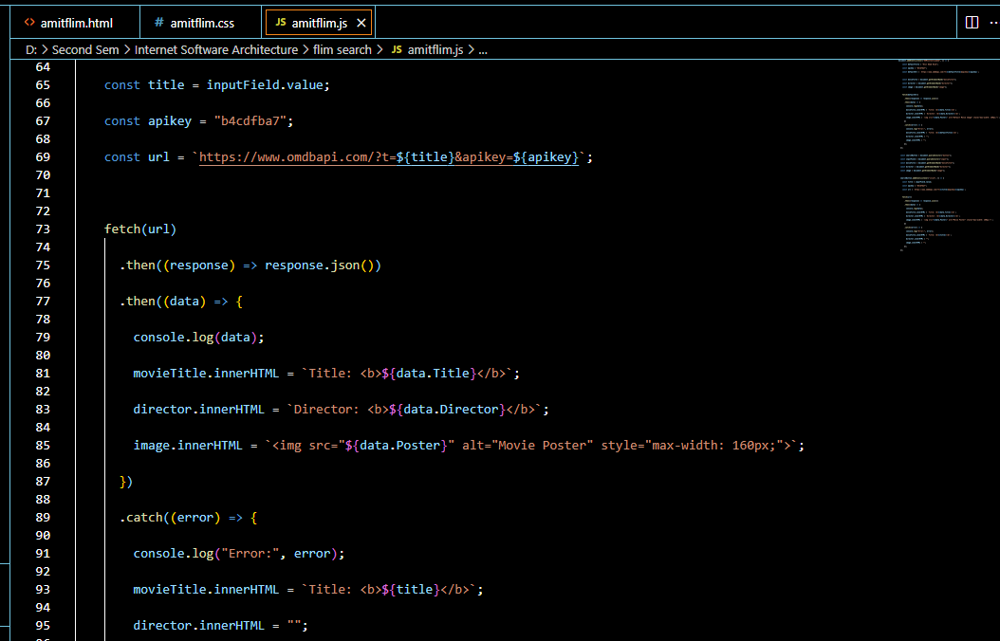 <> amitflim.html # amitflim.css JS amitflim.js ×
D: > Second Sem > Internet Software Architecture > flim search > JS amitflim.js > ...
64
65 const title = inputField.value;
66
67 const apikey = "b4cdfba7";
68
69 const url = `https://www.omdbapi.com/?t=${title}&apikey=${apikey}`;
70
71
72
73 fetch(url)
74
75 .then((response) => response.json())
76
77 .then((data) => {
78
79 console.log(data);
80
81 movieTitle.innerHTML = `Title: <b>${data.Title}</b>`;
82
83 director.innerHTML = `Director: <b>${data.Director}</b>`;
84
85 image.innerHTML = `<img src="${data.Poster}" alt="Movie Poster" style="max-width: 160px;">`;
86
87 })
88
89 .catch((error) => {
90
91 console.log("Error:", error);
92
93 movieTitle.innerHTML = `Title: <b>${title}</b>`;
94
95 director.innerHTML = "";